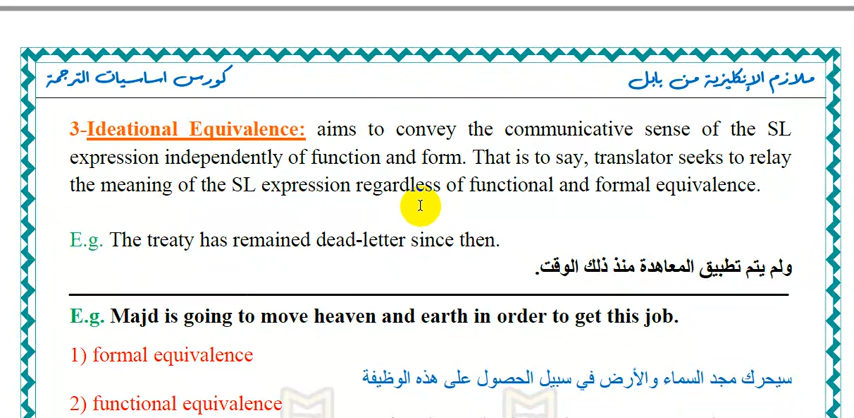 ملازم الإنكليزية من بابل كورس اساسيات الترجمة
3-Ideational Equivalence: aims to convey the communicative sense of the SL
expression independently of function and form. That is to say, translator seeks to relay
the meaning of the SL expression regardless of functional and formal equivalence.
E.g. The treaty has remained dead-letter since then.
ولم يتم تطبيق المعاهدة منذ ذلك الوقت.
E.g. Majd is going to move heaven and earth in order to get this job.
1) formal equivalence
سيحرك مجد السماء والأرض في سبيل الحصول على هذه الوظيفة
2) functional equivalence